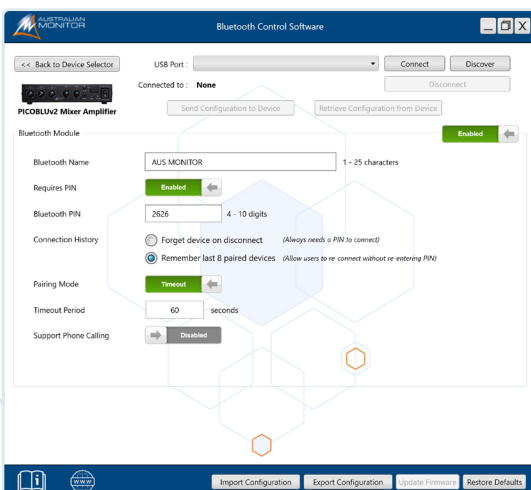 AUSTRALIAN
MONITOR
Bluetooth Control Software
X
<< Back to Device Selector
USB Port :
Connect
Discover
Connected to : None
Disconnect
Send Configuration to Device
Retrieve Configuration from Device
PICOBLUv2 Mixer Amplifier
Bluetooth Module
Enabled
Bluetooth Name
AUS MONITOR
1 - 25 characters
Requires PIN
Enabled
Bluetooth PIN
2626
4 - 10 digits
Connection History
Forget device on disconnect
(Always needs a PIN to connect)
Remember last 8 paired devices
(Allow users to re-connect without re-entering PIN)
Pairing Mode
Timeout
Timeout Period
60
seconds
Support Phone Calling
Disabled
i
www
Import Configuration
Export Configuration
Update Firmware
Restore Defaults